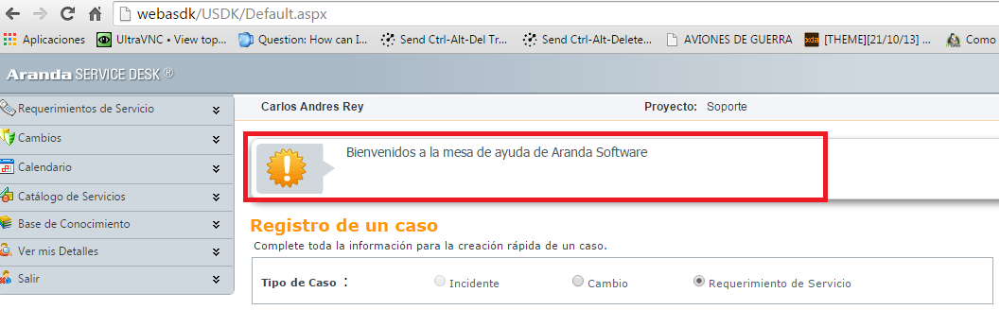 webasdk/USDK/Default.aspx
Aplicaciones UltraVNC • View top... Question: How can I... Send Ctrl-Alt-Del Tr... Send Ctrl-Alt-Delete... AVIONES DE GUERRA xda [THEME][21/10/13] ... Como
Aranda SERVICE DESK ®
Requerimientos de Servicio
Cambios
Calendario
Catálogo de Servicios
Base de Conocimiento
Ver mis Detalles
Salir
Carlos Andres Rey Proyecto: Soporte
Bienvenidos a la mesa de ayuda de Aranda Software
Registro de un caso
Complete toda la información para la creación rápida de un caso.
Tipo de Caso : Incidente Cambio Requerimiento de Servicio